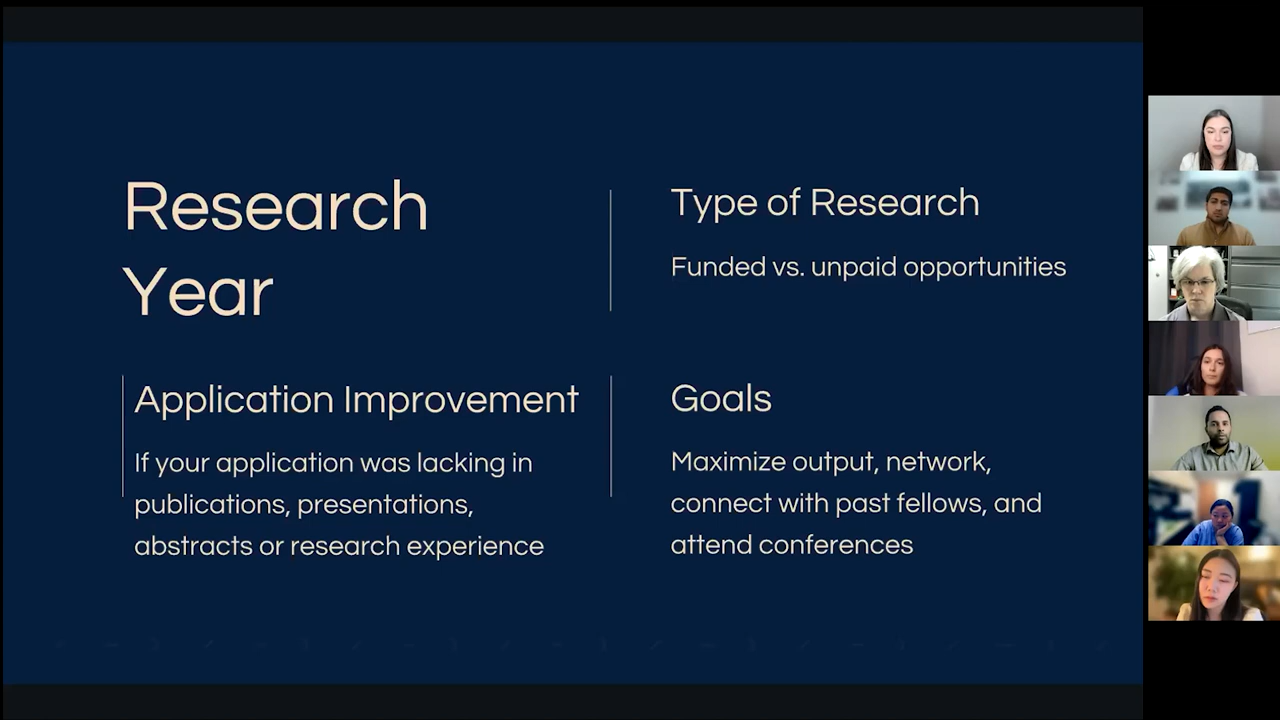 Research
Year
Type of Research
Funded vs. unpaid opportunities
Application Improvement
If your application was lacking in
publications, presentations,
abstracts or research experience
Goals
Maximize output, network,
connect with past fellows, and
attend conferences